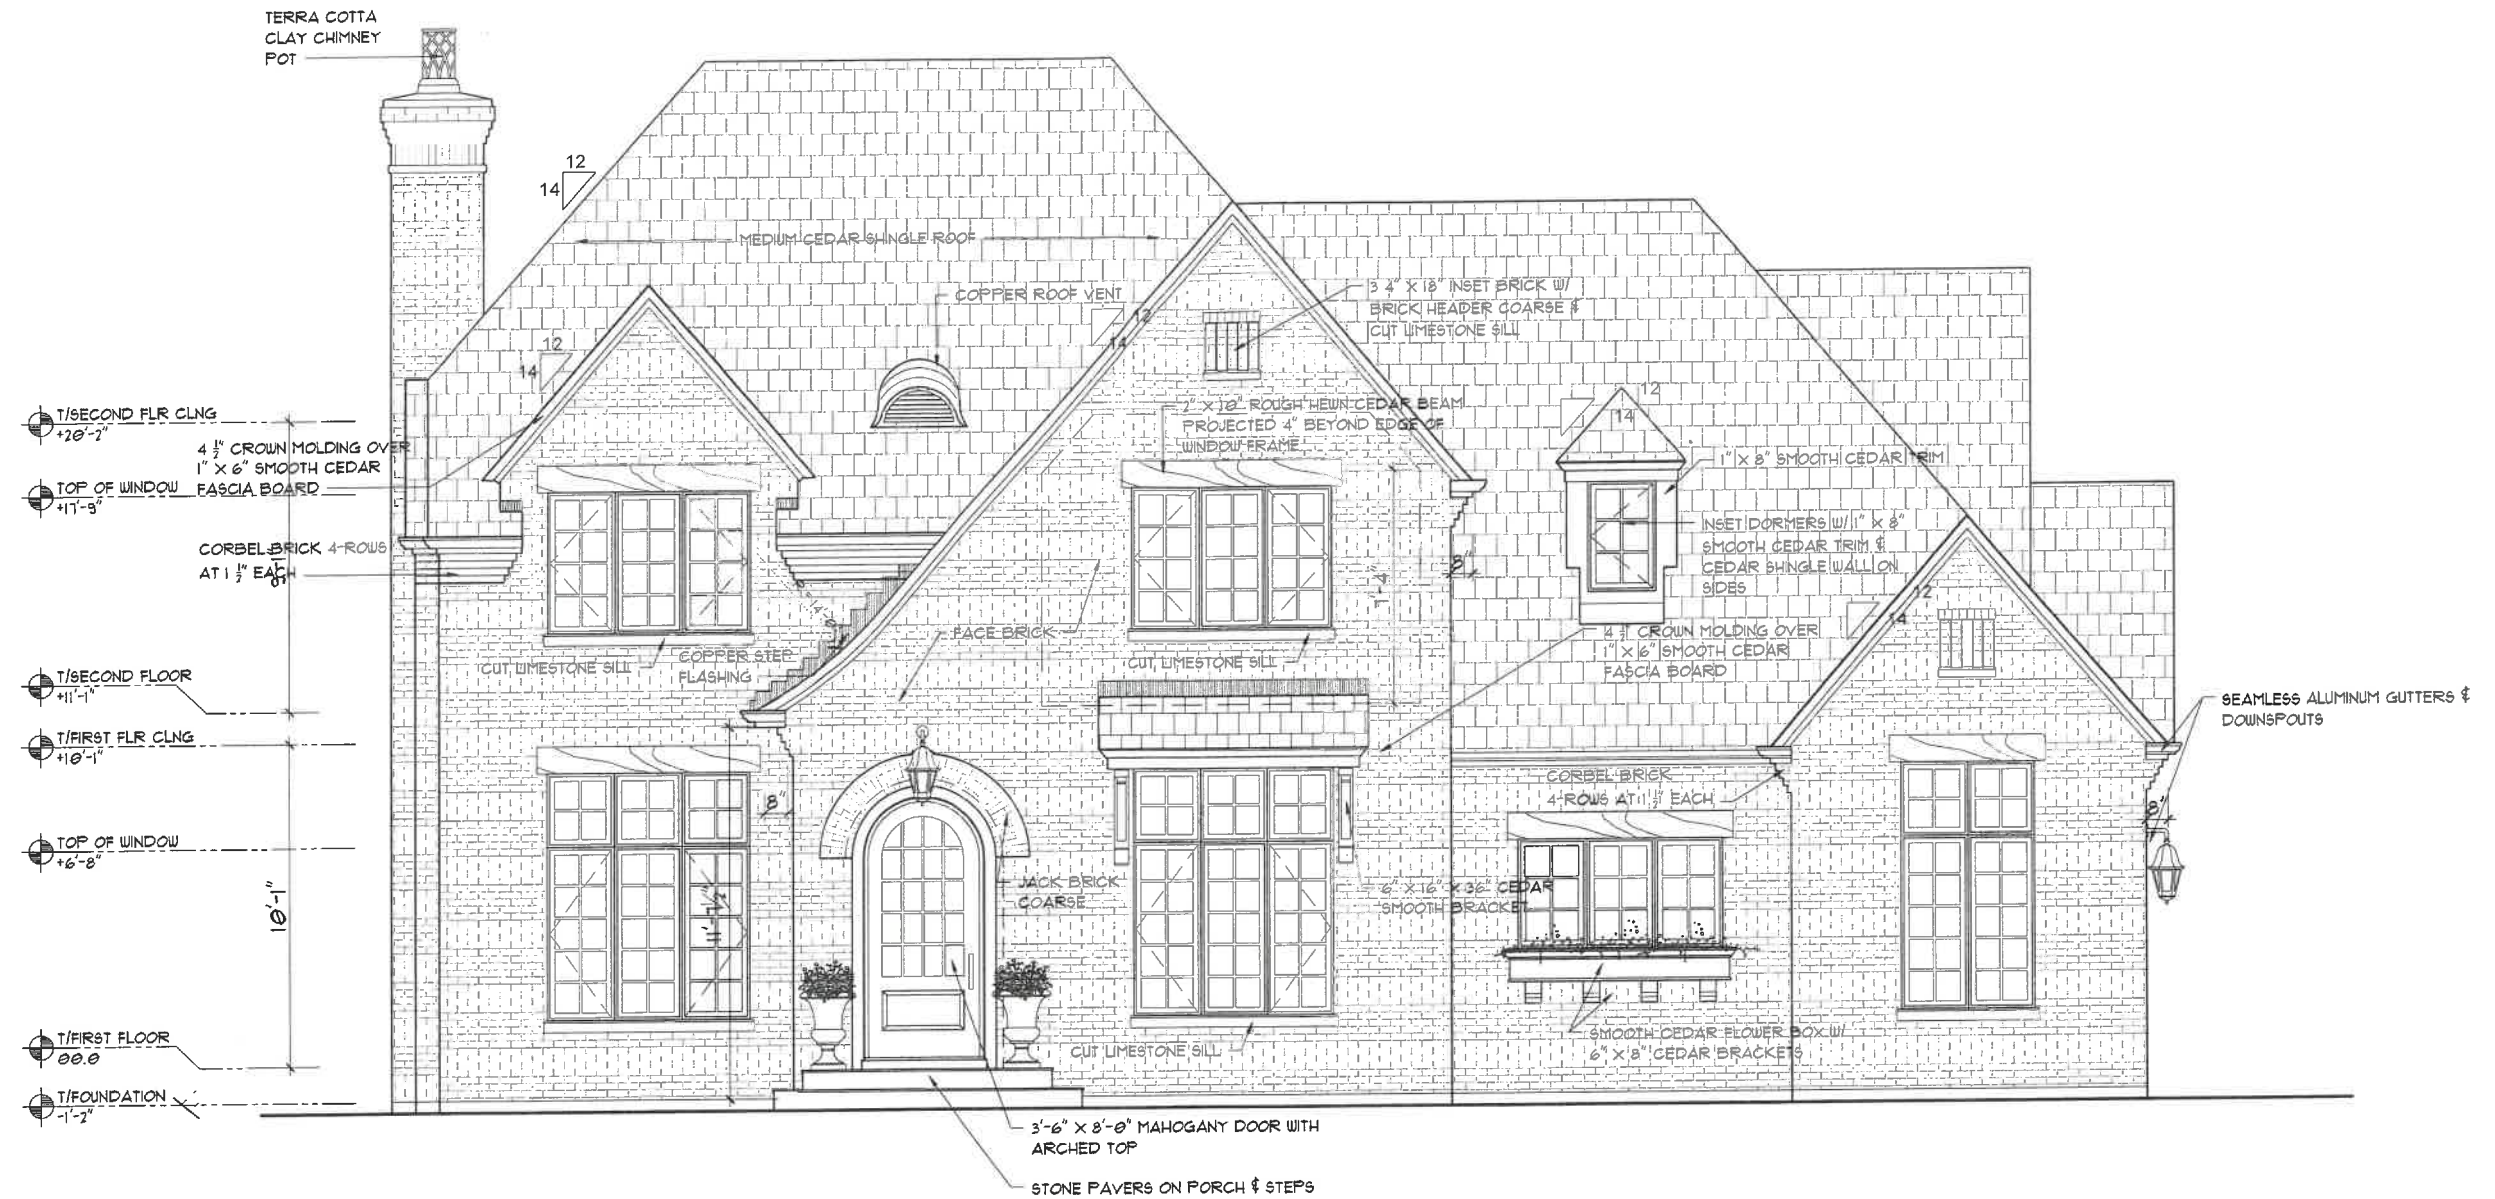 TERRA COTTA
CLAY CHIMNEY
POT
12
14
MEDIUM CEDAR SHINGLE ROOF
COPPER ROOF VENT
3 4" X 18" INSET BRICK W/
BRICK HEADER COARSE &
CUT LIMESTONE SILL
12
14
12
14
2" X 10" ROUGH HEWN CEDAR BEAM
PROJECTED 4" BEYOND EDGE OF
WINDOW FRAME
12
14
T/SECOND FLR CLNG
+20'-2"
4 1/2" CROWN MOLDING OVER
1" X 6" SMOOTH CEDAR
FASCIA BOARD
TOP OF WINDOW
+17'-9"
1" X 8" SMOOTH CEDAR TRIM
INSET DORMERS W/ 1" X 8"
SMOOTH CEDAR TRIM &
CEDAR SHINGLE WALL ON
SIDES
CORBEL BRICK 4-ROWS
AT 1 1/2" EACH
8"
7'-4"
12
14
FACE BRICK
4 1/2" CROWN MOLDING OVER
1" X 6" SMOOTH CEDAR
FASCIA BOARD
CUT LIMESTONE SILL
COPPER STEP
FLASHING
CUT LIMESTONE SILL
T/SECOND FLOOR
+11'-1"
SEAMLESS ALUMINUM GUTTERS &
DOWNSPOUTS
T/FIRST FLR CLNG
+10'-1"
CORBEL BRICK
4-ROWS AT 1 1/2" EACH
8"
8"
TOP OF WINDOW
+6'-8"
10'-1"
11'-7 1/2"
JACK BRICK
COARSE
6" X 16" X 36" CEDAR
SMOOTH BRACKET
T/FIRST FLOOR
00.0
CUT LIMESTONE SILL
SMOOTH CEDAR FLOWER BOX W/
6" X 8" CEDAR BRACKETS
T/FOUNDATION
-1'-2"
3'-6" X 8'-0" MAHOGANY DOOR WITH
ARCHED TOP
STONE PAVERS ON PORCH & STEPS